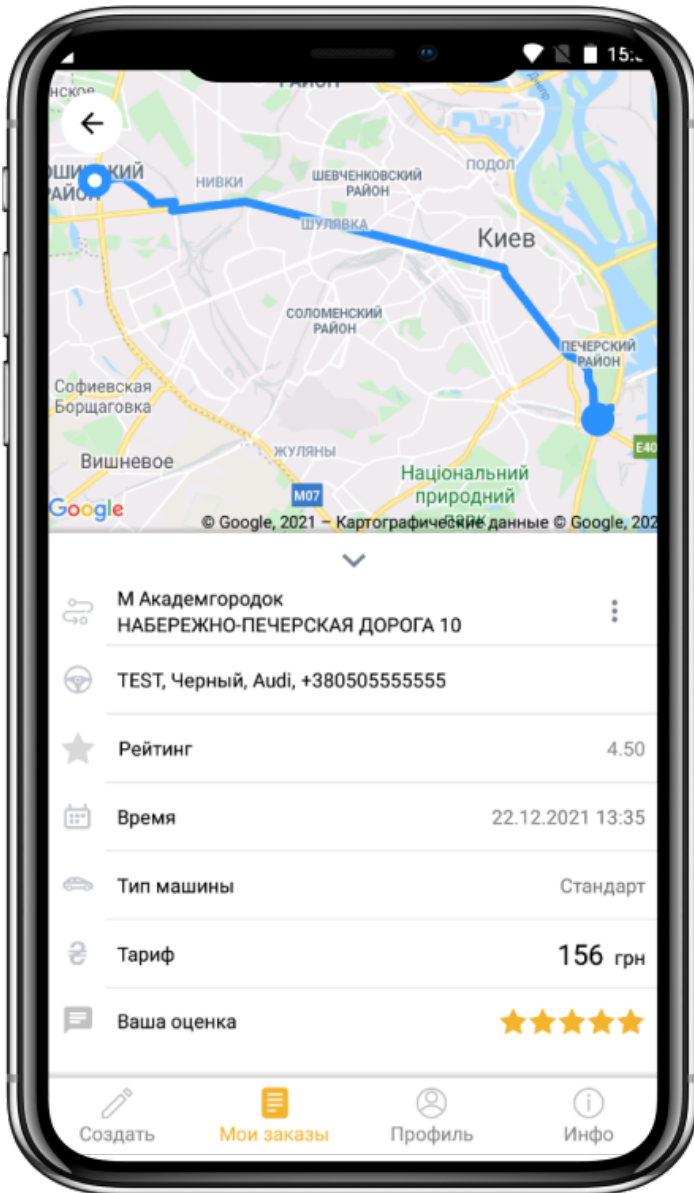 15:
РАЙОН
НИВКИ
ШЕВЧЕНКОВСКИЙ
РАЙОН
ПОДОЛ
Днепр
ШУЛЯВКА
Киев
СОЛОМЕНСКИЙ
РАЙОН
ПЕЧЕРСКИЙ
РАЙОН
Софиевская
Борщаговка
Вишневое
ЖУЛЯНЫ
E40
M07
Національний
природний
парк
Google
© Google, 2021 – Картографические данные © Google, 202
М Академгородок
НАБЕРЕЖНО-ПЕЧЕРСКАЯ ДОРОГА 10
TEST, Черный, Audi, +380505555555
Рейтинг 4.50
Время 22.12.2021 13:35
Тип машины Стандарт
Тариф 156 грн
Ваша оценка
Создать Мои заказы Профиль Инфо